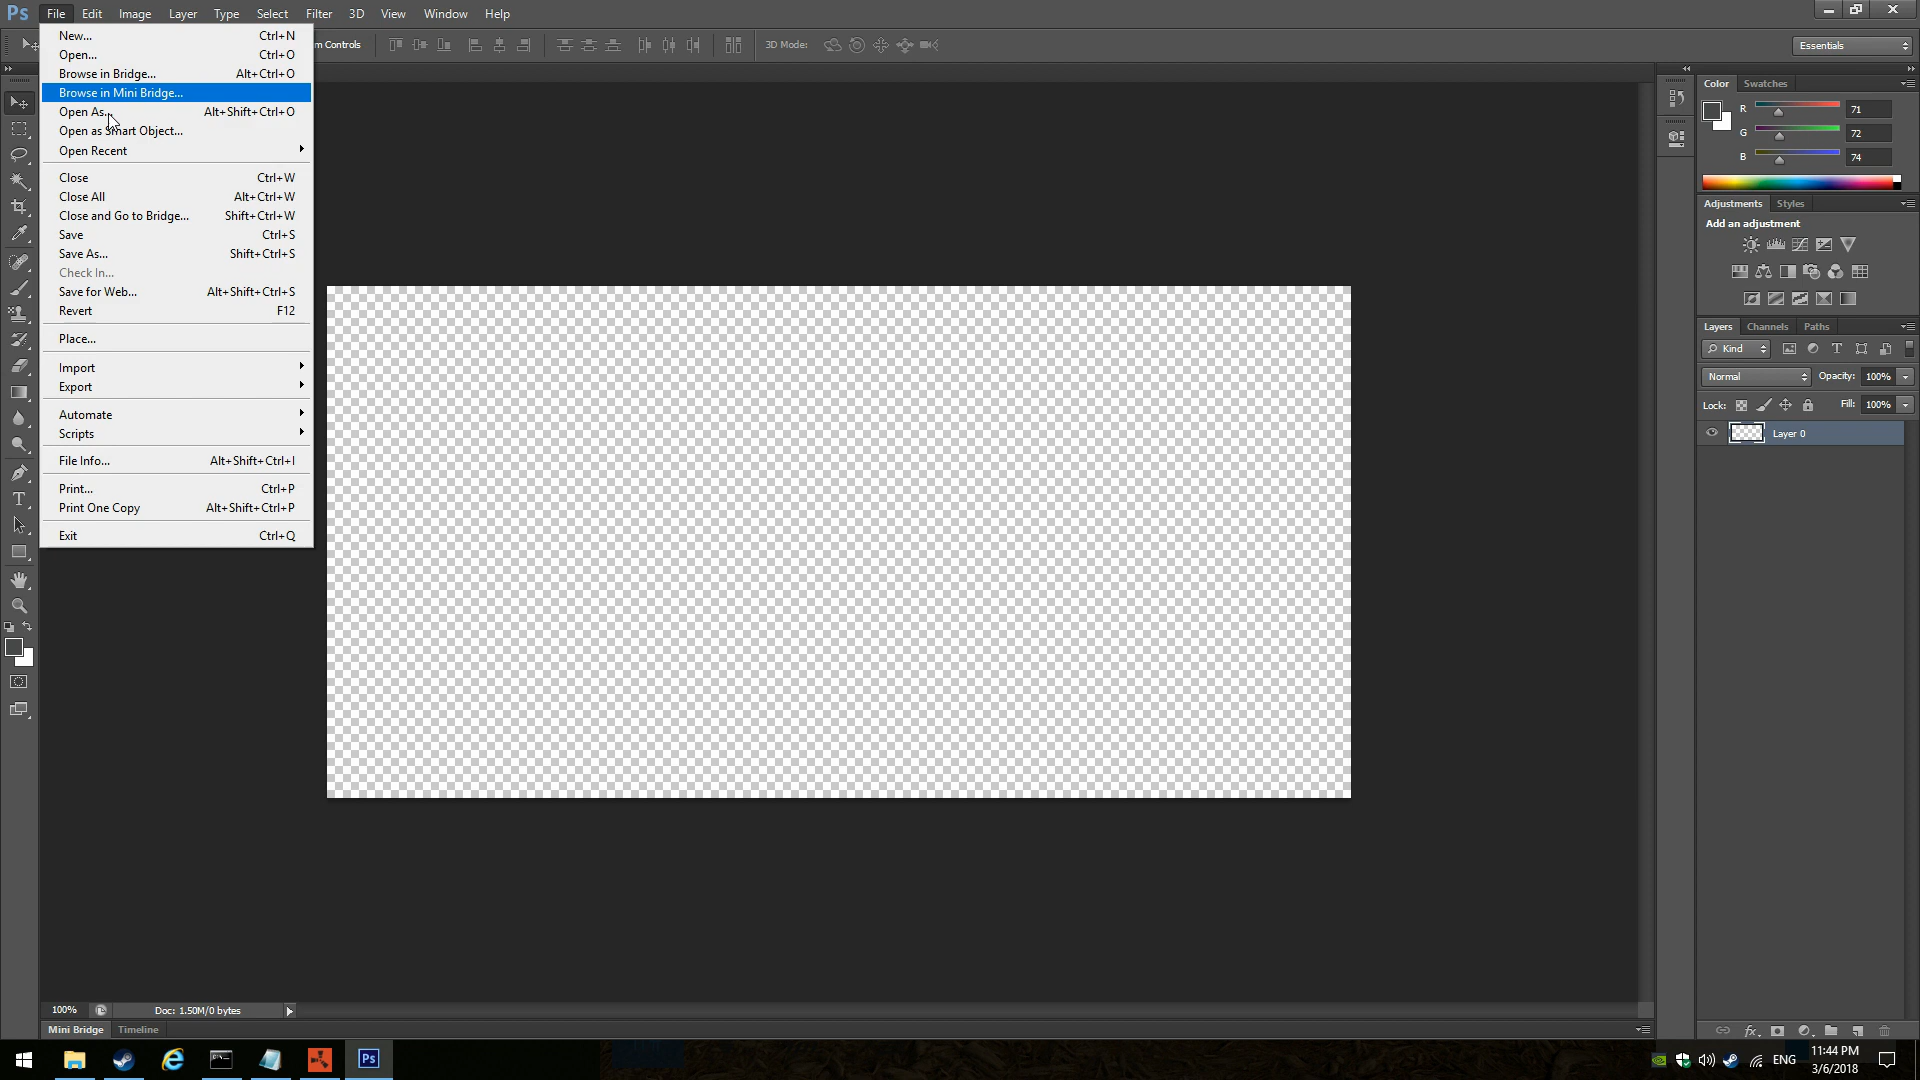 Ps File Edit Image Layer Type Select Filter 3D View Window Help
m Controls 3D Mode: Essentials
New... Ctrl+N
Open... Ctrl+O
Browse in Bridge... Alt+Ctrl+O
Browse in Mini Bridge...
Open As... Alt+Shift+Ctrl+O
Open as Smart Object...
Open Recent
Close Ctrl+W
Close All Alt+Ctrl+W
Close and Go to Bridge... Shift+Ctrl+W
Save Ctrl+S
Save As... Shift+Ctrl+S
Check In...
Save for Web... Alt+Shift+Ctrl+S
Revert F12
Place...
Import
Export
Automate
Scripts
File Info... Alt+Shift+Ctrl+I
Print... Ctrl+P
Print One Copy Alt+Shift+Ctrl+P
Exit Ctrl+Q
Color Swatches
R 71
G 72
B 74
Adjustments Styles
Add an adjustment
Layers Channels Paths
Kind
Normal Opacity: 100%
Lock: Fill: 100%
Layer 0
100% Doc: 1.50M/0 bytes
Mini Bridge Timeline
Ps ENG 11:44 PM
3/6/2018